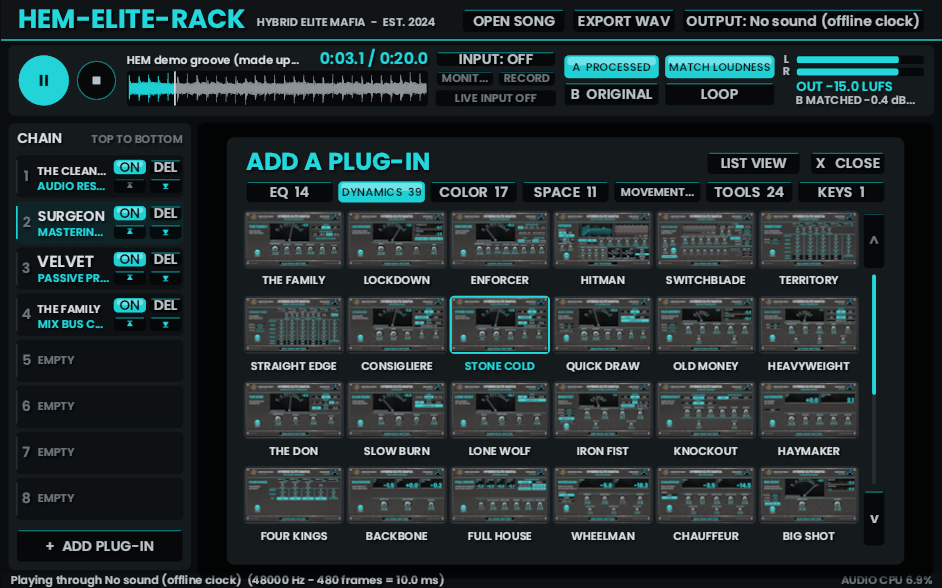 HEM-ELITE-RACK HYBRID ELITE MAFIA - EST. 2024 OPEN SONG EXPORT WAV OUTPUT: No sound (offline clock)
HEM demo groove (made up... 0:03.1 / 0:20.0
INPUT: OFF
MONIT... RECORD
LIVE INPUT OFF
A PROCESSED MATCH LOUDNESS
B ORIGINAL LOOP
L
R
OUT -15.0 LUFS
B MATCHED -0.4 dB...
CHAIN TOP TO BOTTOM
1 THE CLEAN... ON DEL
AUDIO RES...
2 SURGEON ON DEL
MASTERIN...
3 VELVET ON DEL
PASSIVE PR...
4 THE FAMILY ON DEL
MIX BUS C...
5 EMPTY
6 EMPTY
7 EMPTY
8 EMPTY
+ ADD PLUG-IN
ADD A PLUG-IN LIST VIEW X CLOSE
EQ 14 DYNAMICS 39 COLOR 17 SPACE 11 MOVEMENT... TOOLS 24 KEYS 1
THE FAMILY LOCKDOWN ENFORCER HITMAN SWITCHBLADE TERRITORY
STRAIGHT EDGE CONSIGLIERE STONE COLD QUICK DRAW OLD MONEY HEAVYWEIGHT
THE DON SLOW BURN LONE WOLF IRON FIST KNOCKOUT HAYMAKER
FOUR KINGS BACKBONE FULL HOUSE WHEELMAN CHAUFFEUR BIG SHOT
Playing through No sound (offline clock) (48000 Hz - 480 frames = 10.0 ms) AUDIO CPU 6.9%